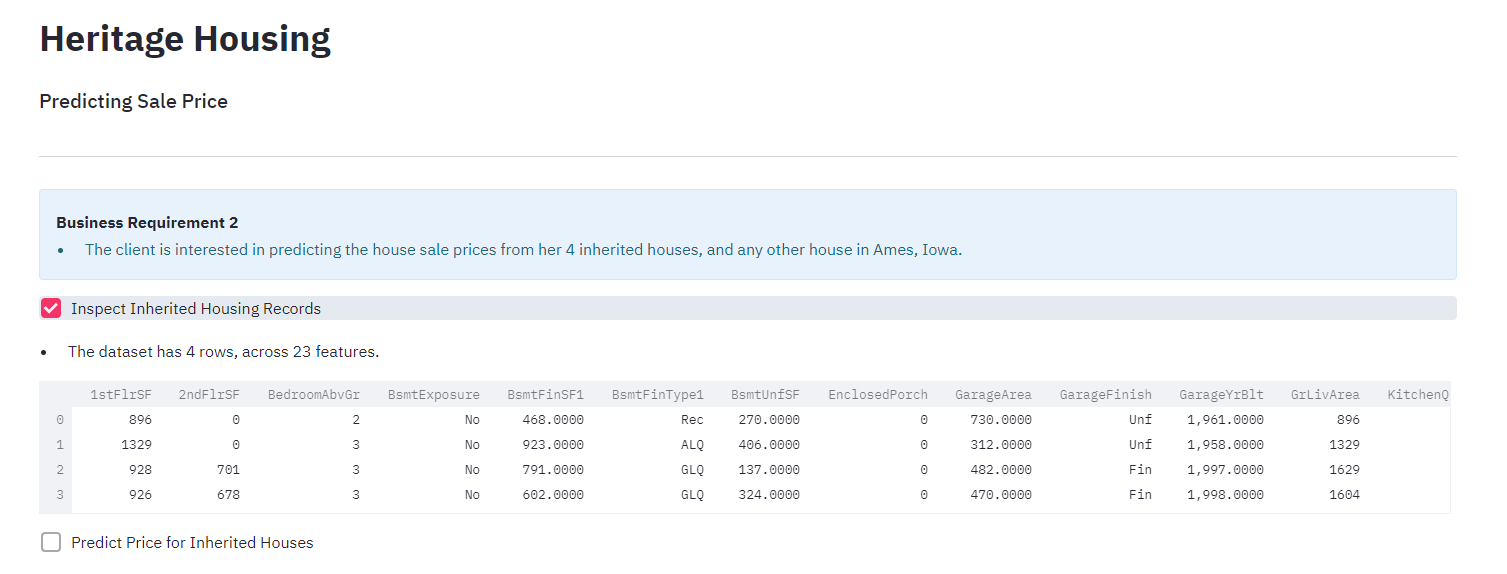 Heritage Housing
Predicting Sale Price
Business Requirement 2
• The client is interested in predicting the house sale prices from her 4 inherited houses, and any other house in Ames, Iowa.
Inspect Inherited Housing Records
• The dataset has 4 rows, across 23 features.
1stFlrSF 2ndFlrSF BedroomAbvGr BsmtExposure BsmtFinSF1 BsmtFinType1 BsmtUnfSF EnclosedPorch GarageArea GarageFinish GarageYrBlt GrLivArea KitchenQ
0 896 0 2 No 468.0000 Rec 270.0000 0 730.0000 Unf 1,961.0000 896
1 1329 0 3 No 923.0000 ALQ 406.0000 0 312.0000 Unf 1,958.0000 1329
2 928 701 3 No 791.0000 GLQ 137.0000 0 482.0000 Fin 1,997.0000 1629
3 926 678 3 No 602.0000 GLQ 324.0000 0 470.0000 Fin 1,998.0000 1604
Predict Price for Inherited Houses